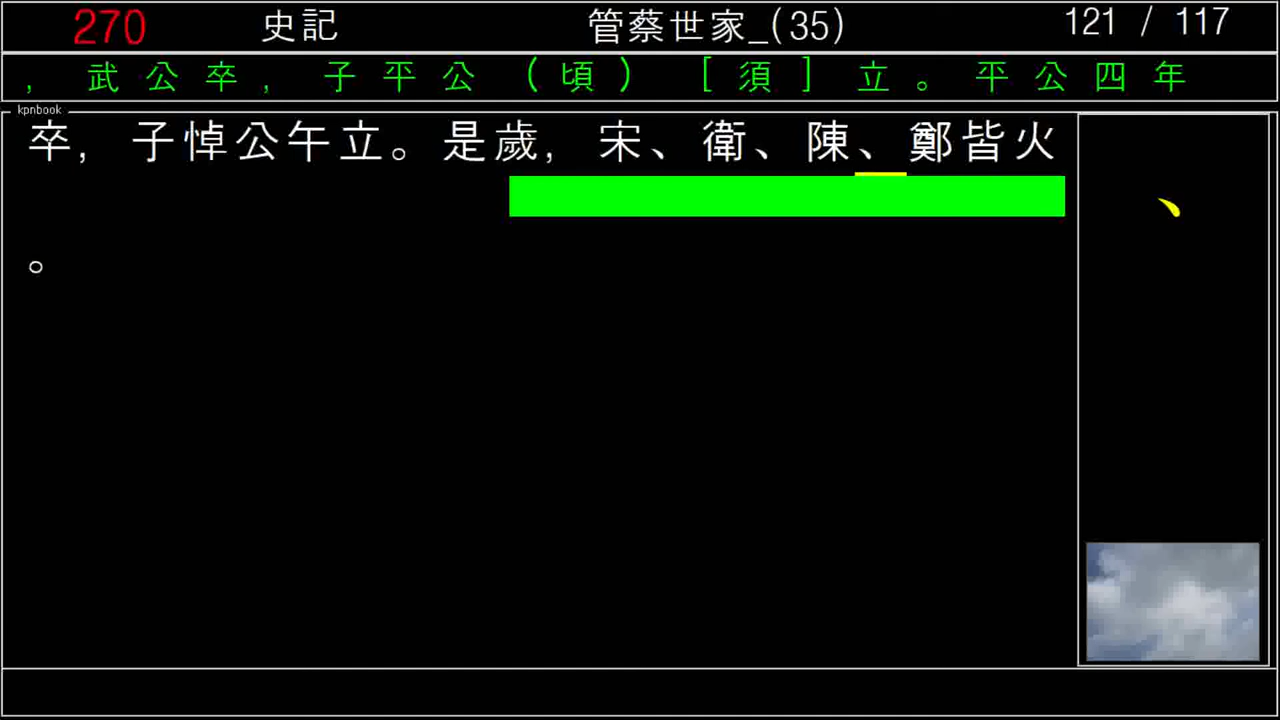 270 史記 管蔡世家_(35) 121 / 117
, 武公卒, 子平公(頃)[須]立。平公四年
kpnbook
卒, 子悼公午立。是歲, 宋、衛、陳、鄭皆火
。
、